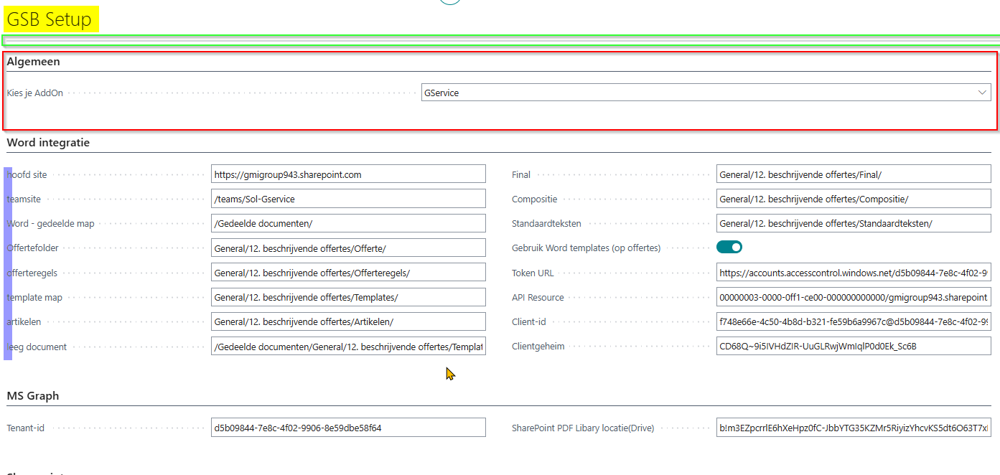 GSB Setup
Algemeen
Kies je AddOn GService
Word integratie
hoofd site https://gmigroup943.sharepoint.com
teamsite /teams/Sol-Gservice
Word - gedeelde map /Gedeelde documenten/
Offertefolder General/12. beschrijvende offertes/Offerte/
offerteregels General/12. beschrijvende offertes/Offerteregels/
template map General/12. beschrijvende offertes/Templates/
artikelen General/12. beschrijvende offertes/Artikelen/
leeg document /Gedeelde documenten/General/12. beschrijvende offertes/Templat
Final General/12. beschrijvende offertes/Final/
Compositie General/12. beschrijvende offertes/Compositie/
Standaardteksten General/12. beschrijvende offertes/Standaardteksten/
Gebruik Word templates (op offertes)
Token URL https://accounts.accesscontrol.windows.net/d5b09844-7e8c-4f02-9
API Resource 00000003-0000-0ff1-ce00-000000000000/gmigroup943.sharepoint
Client-id f748e66e-4c50-4b8d-b321-fe59b6a9967c@d5b09844-7e8c-4f02-99
Clientgeheim CD68Q~9i5IVHdZIR-UuGLRwjWmIqlP0d0Ek_Sc6B
MS Graph
Tenant-id d5b09844-7e8c-4f02-9906-8e59dbe58f64
SharePoint PDF Libary locatie(Drive) b!m3EZpcrrlE6hXeHpz0fC-JbbYTG35KZMr5RiyizYhcvKS5dt6O63T7x